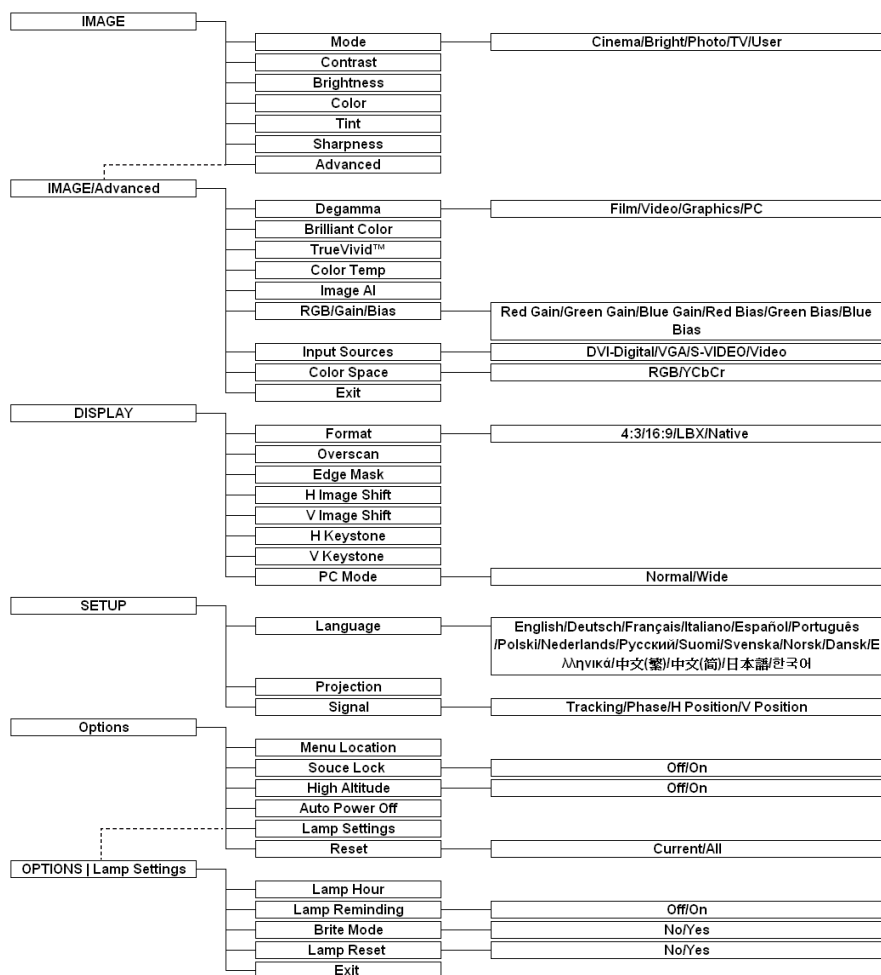 IMAGE
Mode
Cinema/Bright/Photo/TV/User
Contrast
Brightness
Color
Tint
Sharpness
Advanced
IMAGE/Advanced
Degamma
Film/Video/Graphics/PC
Brilliant Color
TrueVivid™
Color Temp
Image AI
RGB/Gain/Bias
Red Gain/Green Gain/Blue Gain/Red Bias/Green Bias/Blue
Bias
Input Sources
DVI-Digital/VGA/S-VIDEO/Video
Color Space
RGB/YCbCr
Exit
DISPLAY
Format
4:3/16:9/LBX/Native
Overscan
Edge Mask
H Image Shift
V Image Shift
H Keystone
V Keystone
PC Mode
Normal/Wide
SETUP
Language
English/Deutsch/Français/Italiano/Español/Português
/Polski/Nederlands/Русский/Suomi/Svenska/Norsk/Dansk/Ε
λληνικά/中文(繁)/中文(简)/日本語/한국어
Projection
Signal
Tracking/Phase/H Position/V Position
Options
Menu Location
Souce Lock
Off/On
High Altitude
Off/On
Auto Power Off
Lamp Settings
Reset
Current/All
OPTIONS | Lamp Settings
Lamp Hour
Lamp Reminding
Off/On
Brite Mode
No/Yes
Lamp Reset
No/Yes
Exit